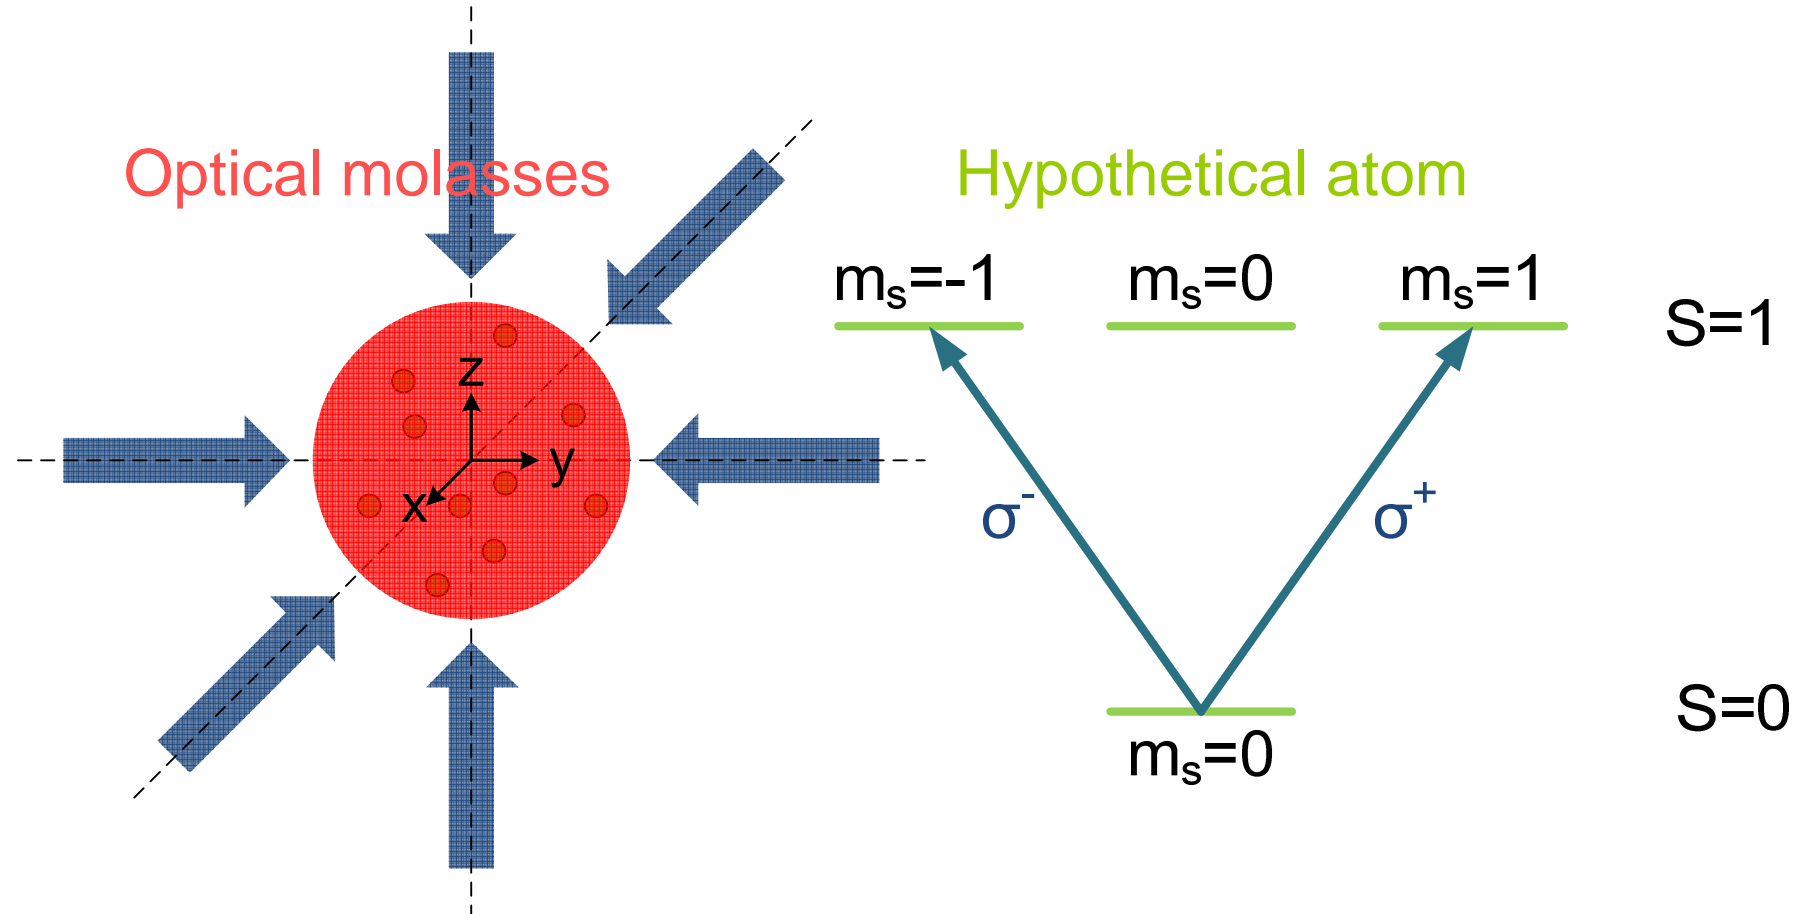 Optical molasses
z
y
x
Hypothetical atom
mₛ=-1 mₛ=0 mₛ=1
S=1
σ⁻ σ⁺
S=0
mₛ=0